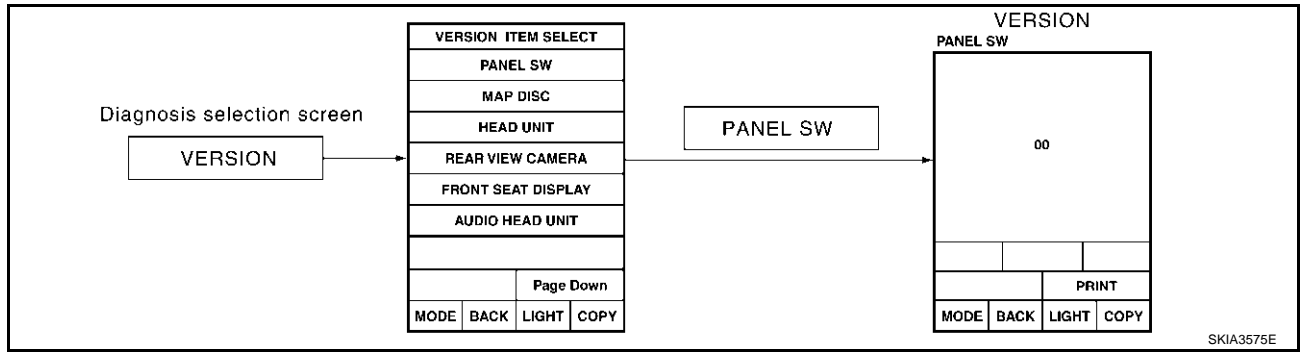 Diagnosis selection screen
VERSION
VERSION ITEM SELECT
PANEL SW
MAP DISC
HEAD UNIT
REAR VIEW CAMERA
FRONT SEAT DISPLAY
AUDIO HEAD UNIT
Page Down
MODE BACK LIGHT COPY
PANEL SW
VERSION
PANEL SW
00
PRINT
MODE BACK LIGHT COPY
SKIA3575E